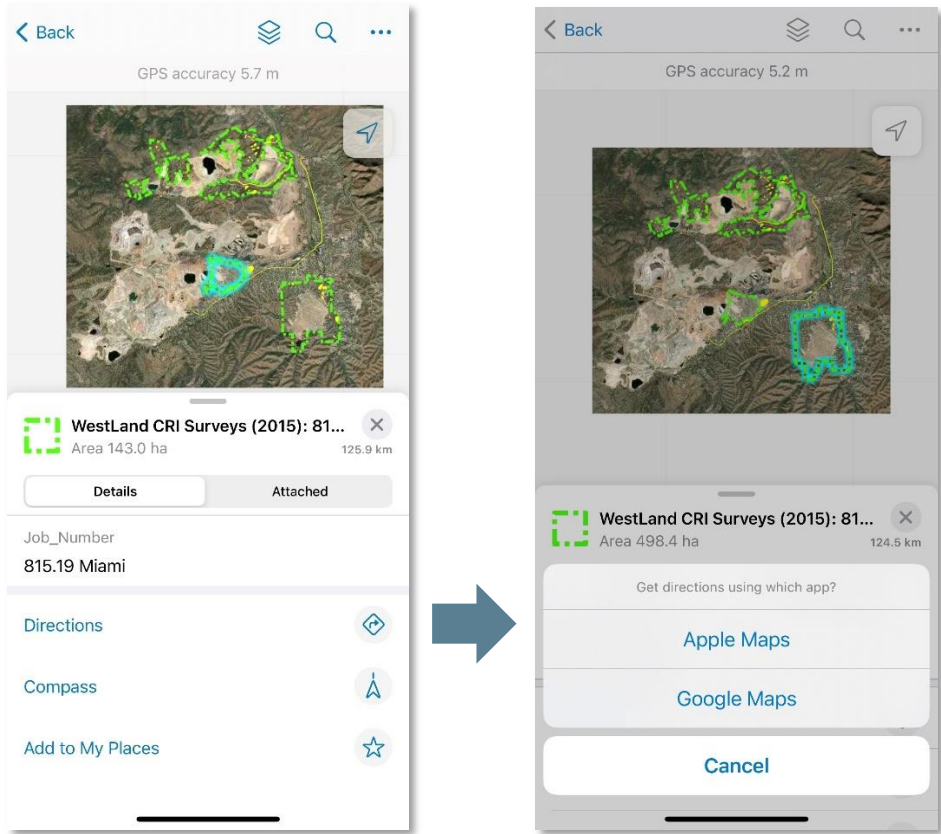 Back
GPS accuracy 5.7 m
WestLand CRI Surveys (2015): 81...
Area 143.0 ha
125.9 km
Details
Attached
Job_Number
815.19 Miami
Directions
Compass
Add to My Places
Back
GPS accuracy 5.2 m
WestLand CRI Surveys (2015): 81...
Area 498.4 ha
124.5 km
Get directions using which app?
Apple Maps
Google Maps
Cancel